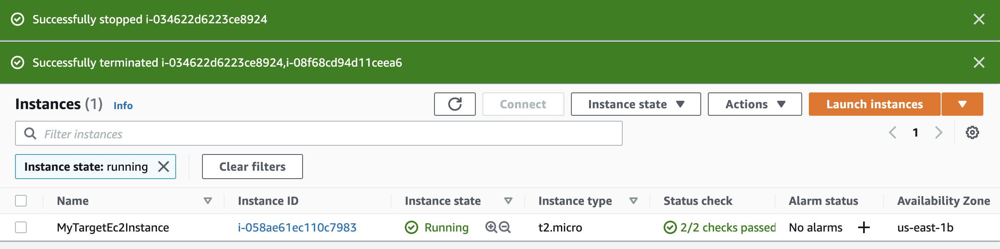 Successfully stopped i-034622d6223ce8924
Successfully terminated i-034622d6223ce8924,i-08f68cd94d11ceea6
Instances (1) Info Connect Instance state Actions Launch instances
Filter instances 1
Instance state: running Clear filters
Name Instance ID Instance state Instance type Status check Alarm status Availability Zone
MyTargetEc2Instance i-058ae61ec110c7983 Running t2.micro 2/2 checks passed No alarms us-east-1b